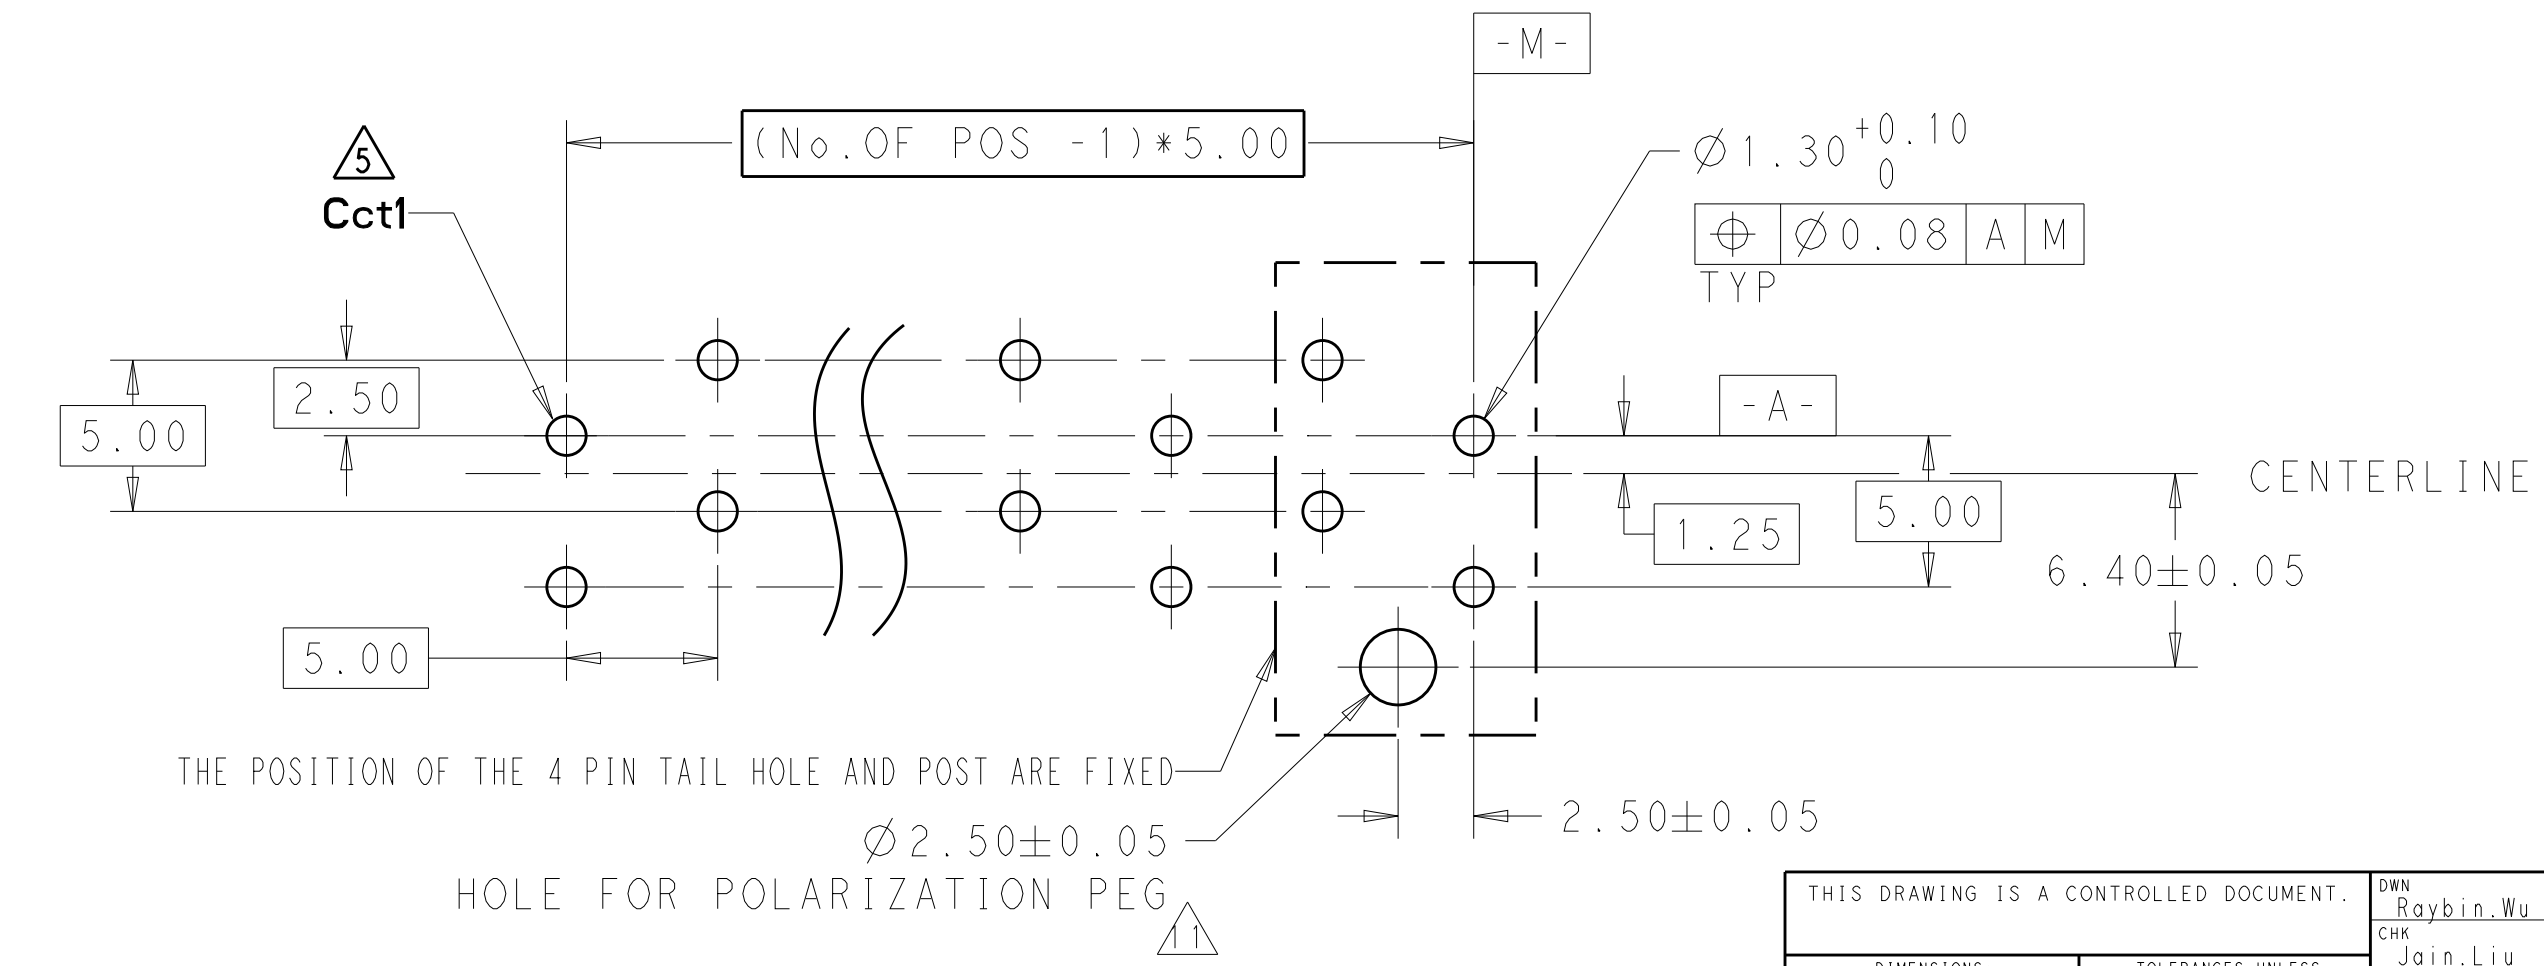 -M-
(No.OF POS -1)*5.00
5
Cct1
Ø1.30 +0.10
0
⌖ Ø0.08 A M
TYP
2.50
5.00
-A-
CENTERLINE
1.25
5.00
6.40±0.05
5.00
THE POSITION OF THE 4 PIN TAIL HOLE AND POST ARE FIXED
2.50±0.05
Ø2.50±0.05
HOLE FOR POLARIZATION PEG
11
THIS DRAWING IS A CONTROLLED DOCUMENT.
DWN
Raybin.Wu
CHK
Jain.Liu
DIMENSIONS
TOLERANCES UNLESS